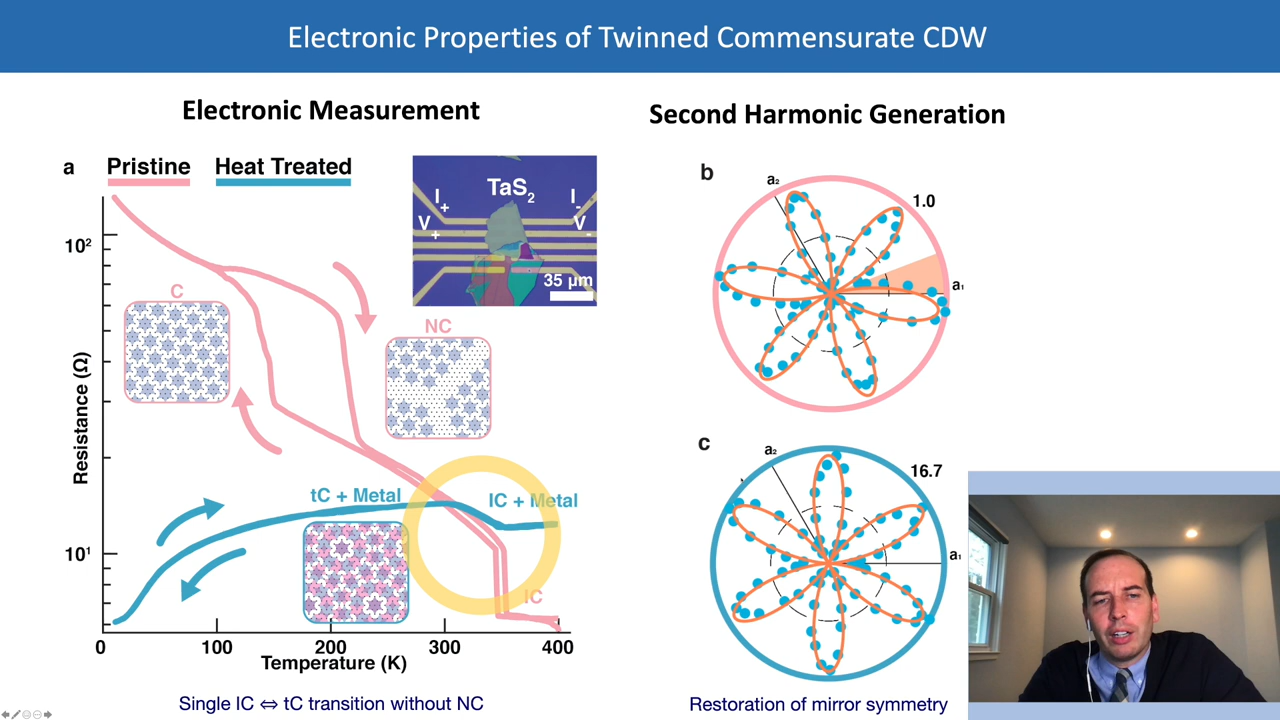 Electronic Properties of Twinned Commensurate CDW
Electronic Measurement
Second Harmonic Generation
a Pristine Heat Treated
TaS₂
I₊ I₋
V₊ V₋
35 µm
10²
10¹
Resistance (Ω)
C
NC
tC + Metal
IC + Metal
IC
0 100 200 300 400
Temperature (K)
Single IC ⇔ tC transition without NC
b
a₂
1.0
a₁
c
a₂
16.7
a₁
Restoration of mirror symmetry